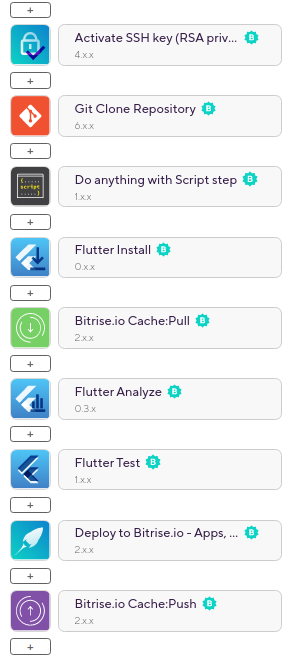 +
Activate SSH key (RSA priv...
B
4.x.x
+
Git Clone Repository
B
6.x.x
+
{.....
script
.....}
Do anything with Script step
B
1.x.x
+
Flutter Install
B
0.x.x
+
Bitrise.io Cache:Pull
B
2.x.x
+
Flutter Analyze
B
0.3.x
+
Flutter Test
B
1.x.x
+
Deploy to Bitrise.io - Apps, ...
B
2.x.x
+
Bitrise.io Cache:Push
B
2.x.x
+